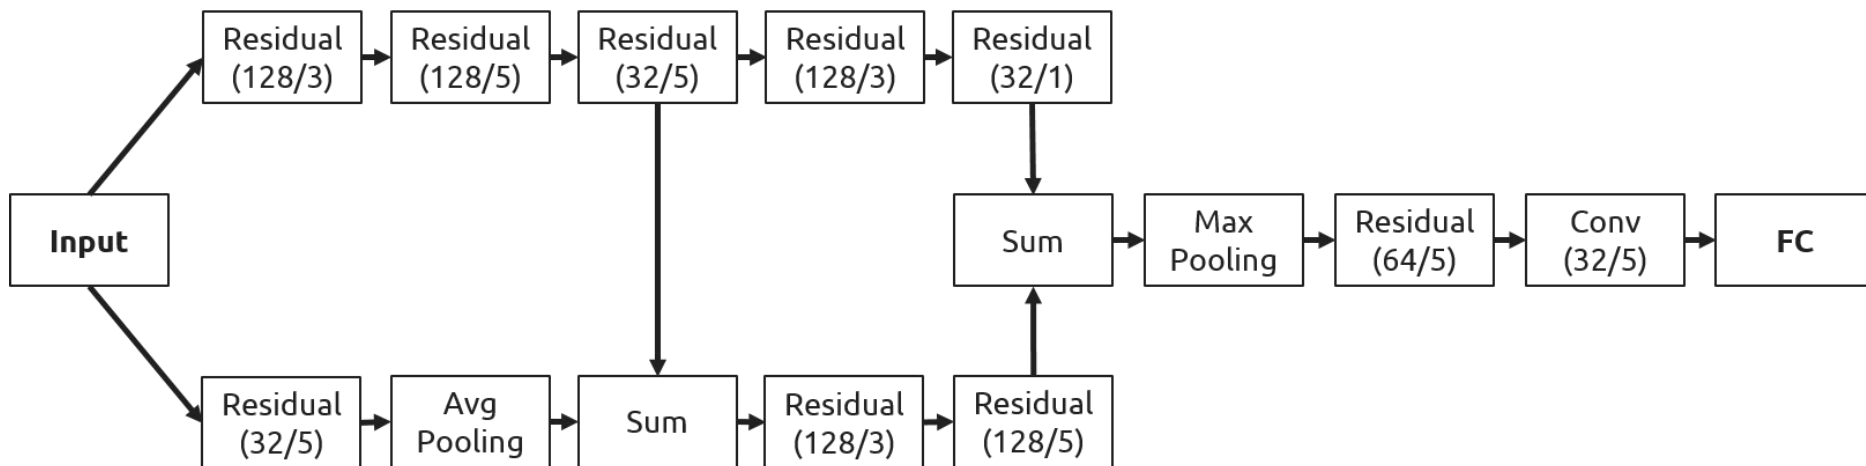 Residual
(128/3)
Residual
(128/5)
Residual
(32/5)
Residual
(128/3)
Residual
(32/1)
Input
Sum
Max
Pooling
Residual
(64/5)
Conv
(32/5)
FC
Residual
(32/5)
Avg
Pooling
Sum
Residual
(128/3)
Residual
(128/5)